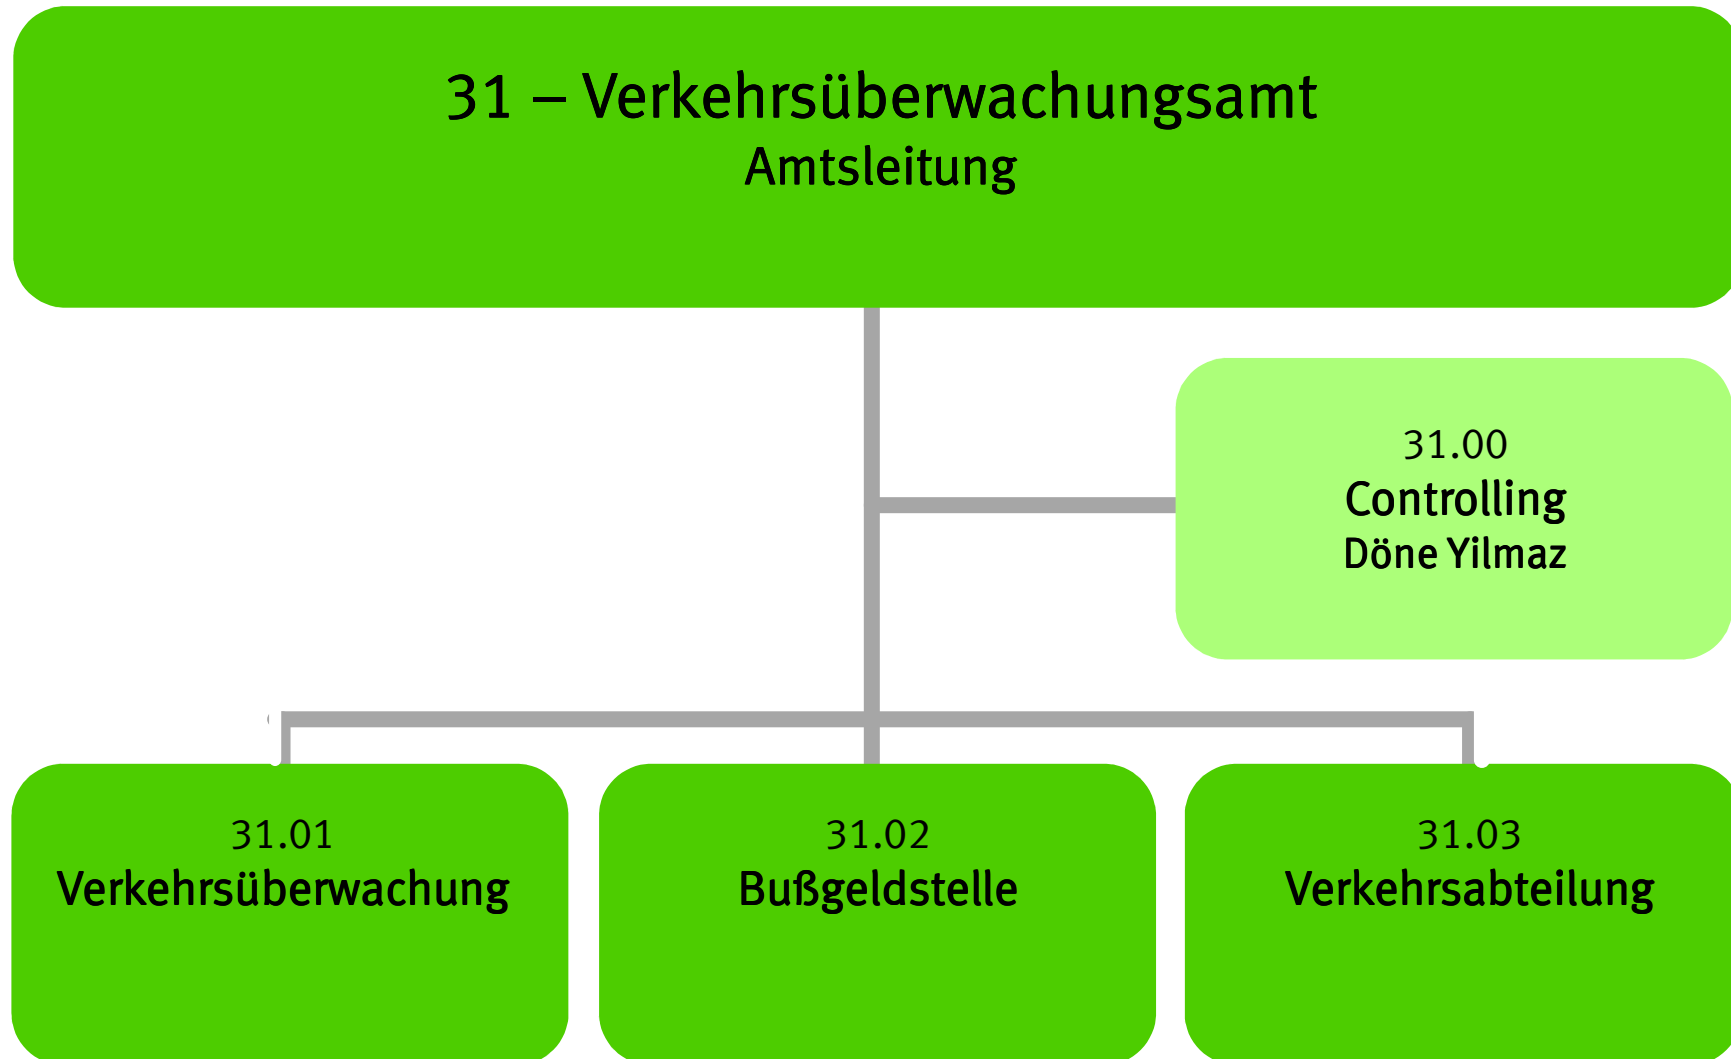 31 – Verkehrsüberwachungsamt
Amtsleitung
31.00
Controlling
Döne Yilmaz
31.01
Verkehrsüberwachung
31.02
Bußgeldstelle
31.03
Verkehrsabteilung